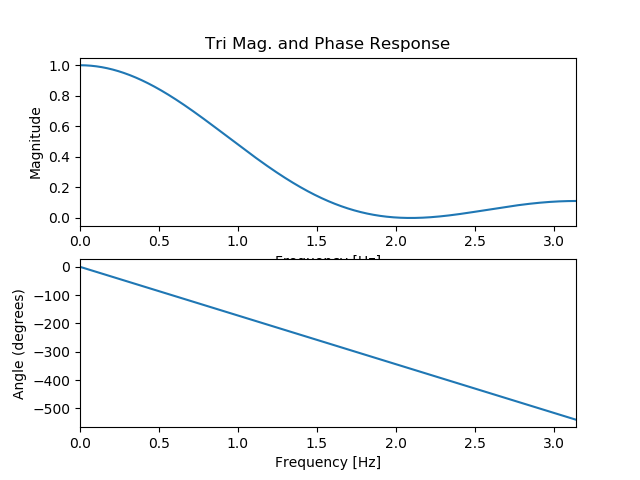 Tri Mag. and Phase Response
Magnitude
1.0
0.8
0.6
0.4
0.2
0.0
0.0 0.5 1.0 1.5 2.0 2.5 3.0
Frequency [Hz]
Angle (degrees)
0
−100
−200
−300
−400
−500
0.0 0.5 1.0 1.5 2.0 2.5 3.0
Frequency [Hz]